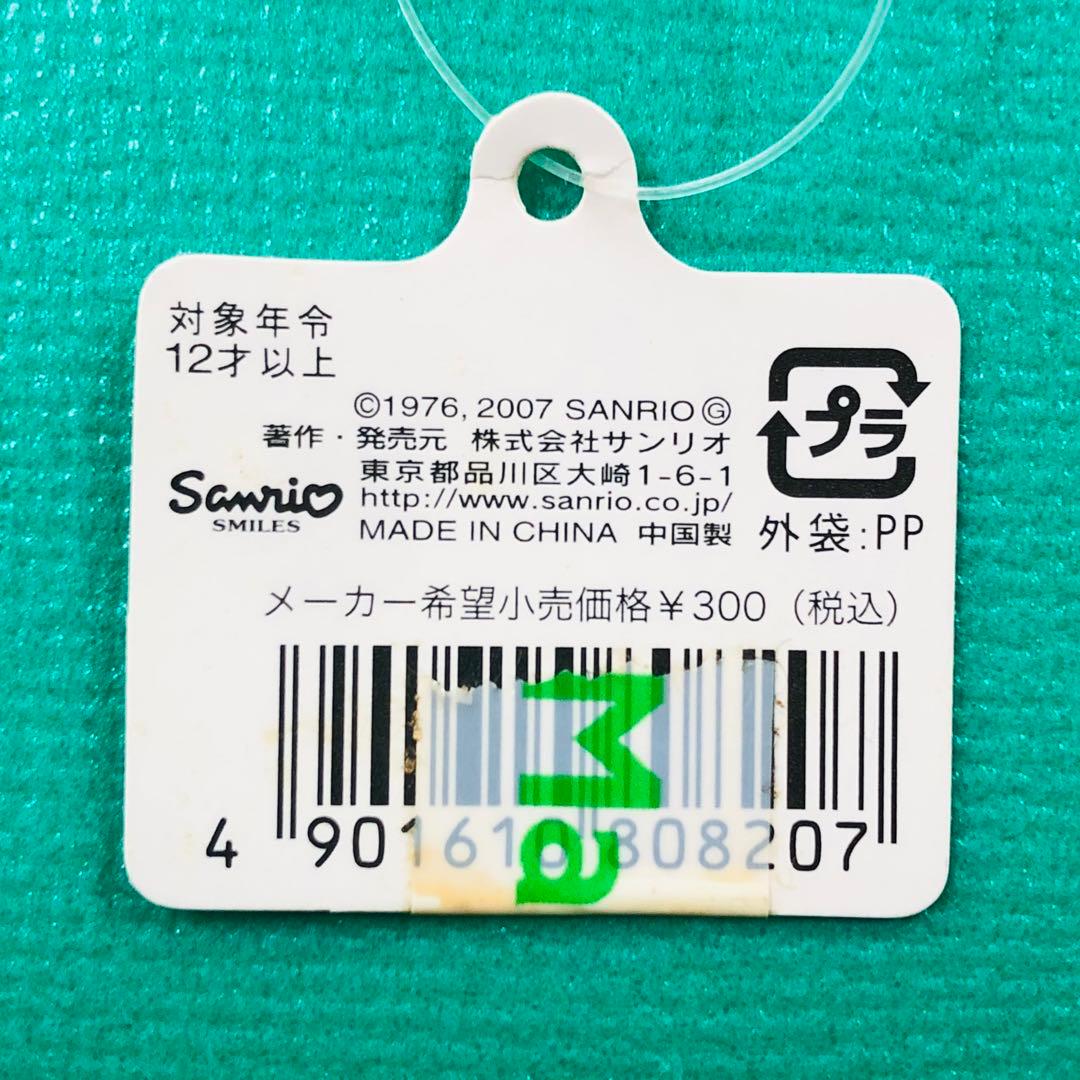 対象年令
12才以上
©1976, 2007 SANRIO Ⓖ
著作・発売元 株式会社サンリオ
東京都品川区大崎1-6-1
http://www.sanrio.co.jp/
MADE IN CHINA 中国製
Sanrio
SMILES
プラ
外袋:PP
メーカー希望小売価格¥300(税込)
Ma
4 901610 808207